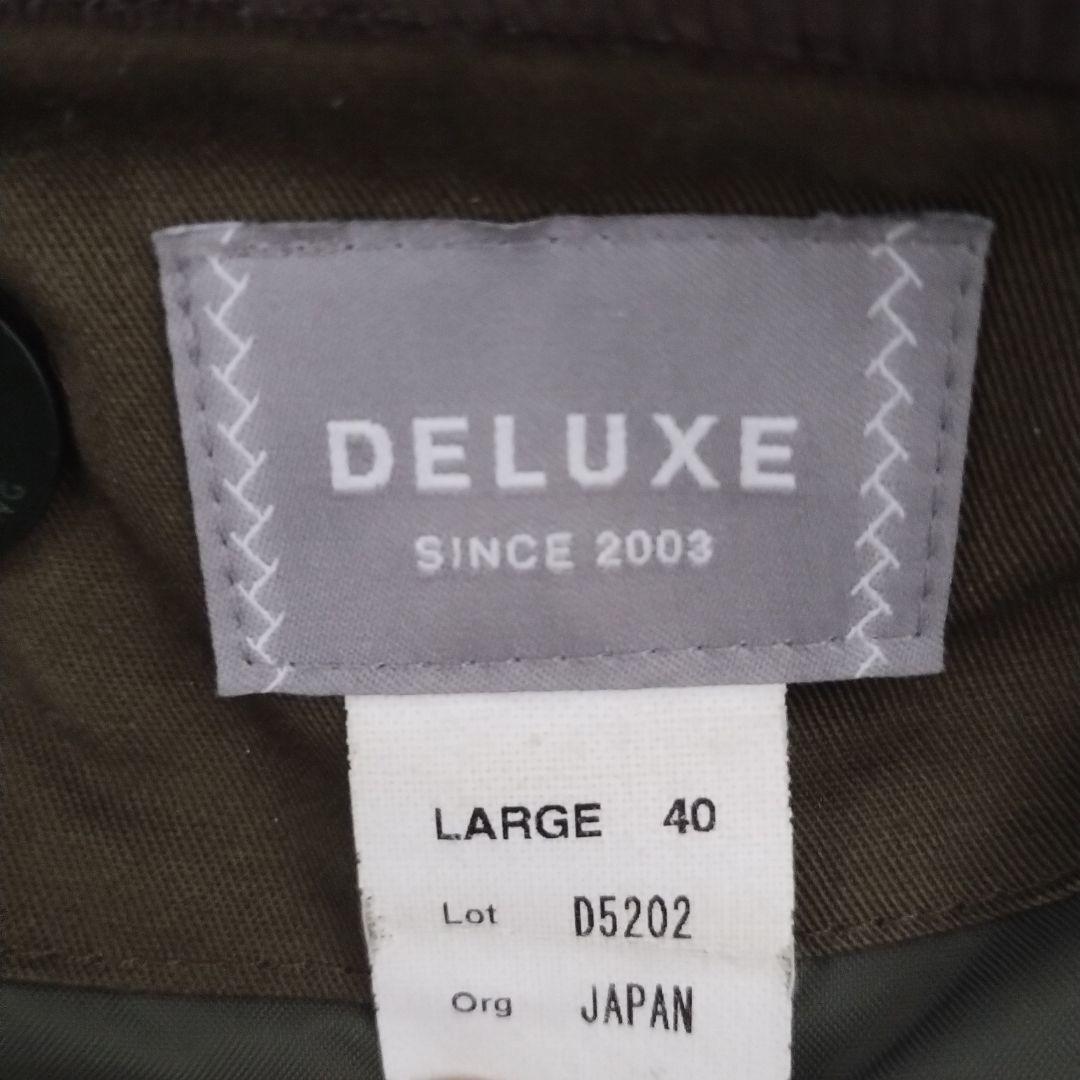 DELUXE
SINCE 2003
LARGE 40
Lot D5202
Org JAPAN